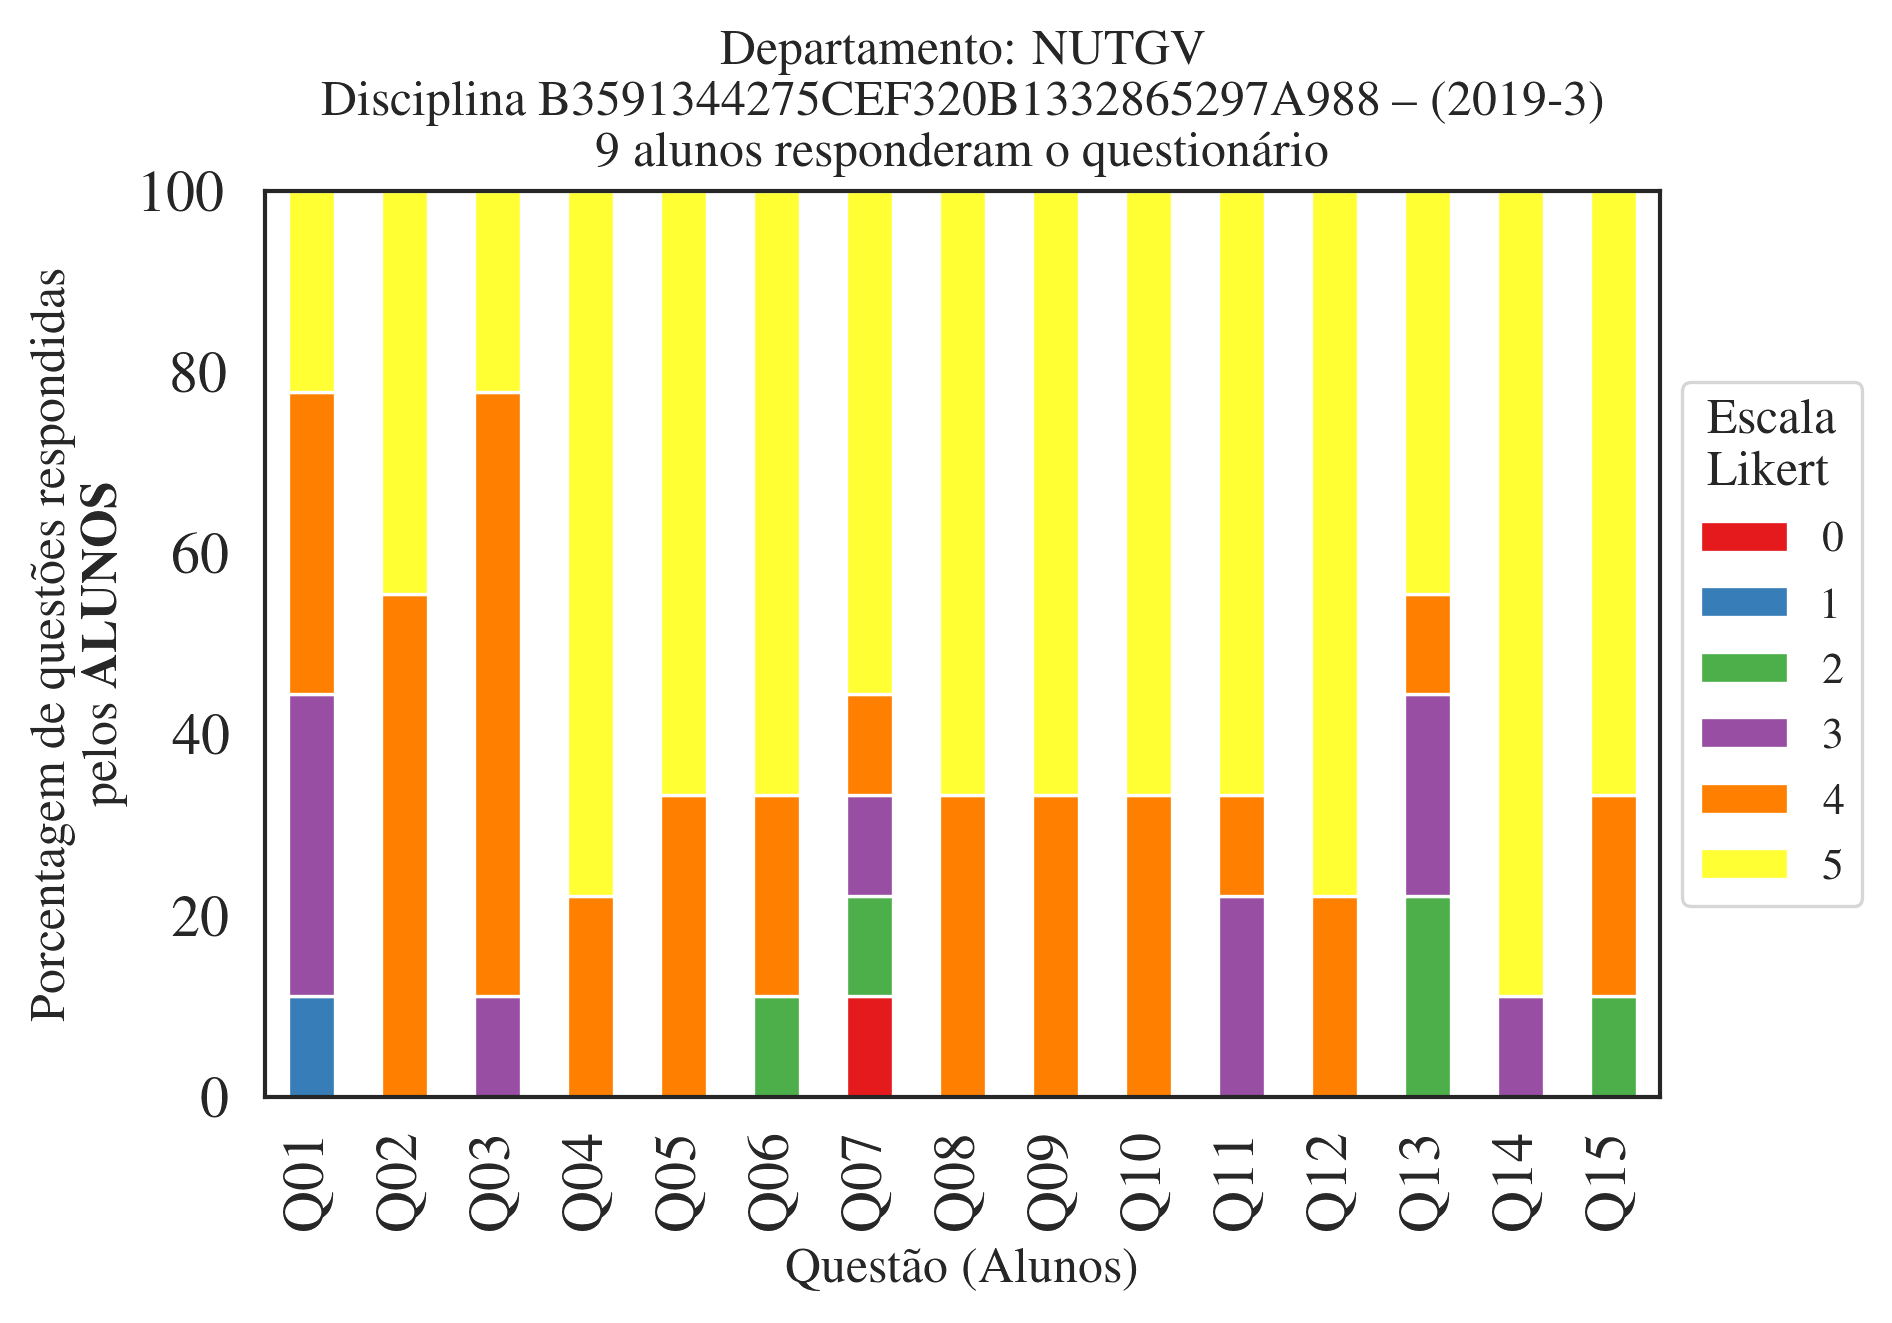 Departamento: NUTGV
Disciplina B3591344275CEF320B1332865297A988 – (2019-3)
9 alunos responderam o questionário
Porcentagem de questões respondidas
pelos ALUNOS
100
80
60
40
20
0
Q01
Q02
Q03
Q04
Q05
Q06
Q07
Q08
Q09
Q10
Q11
Q12
Q13
Q14
Q15
Questão (Alunos)
Escala
Likert
0
1
2
3
4
5